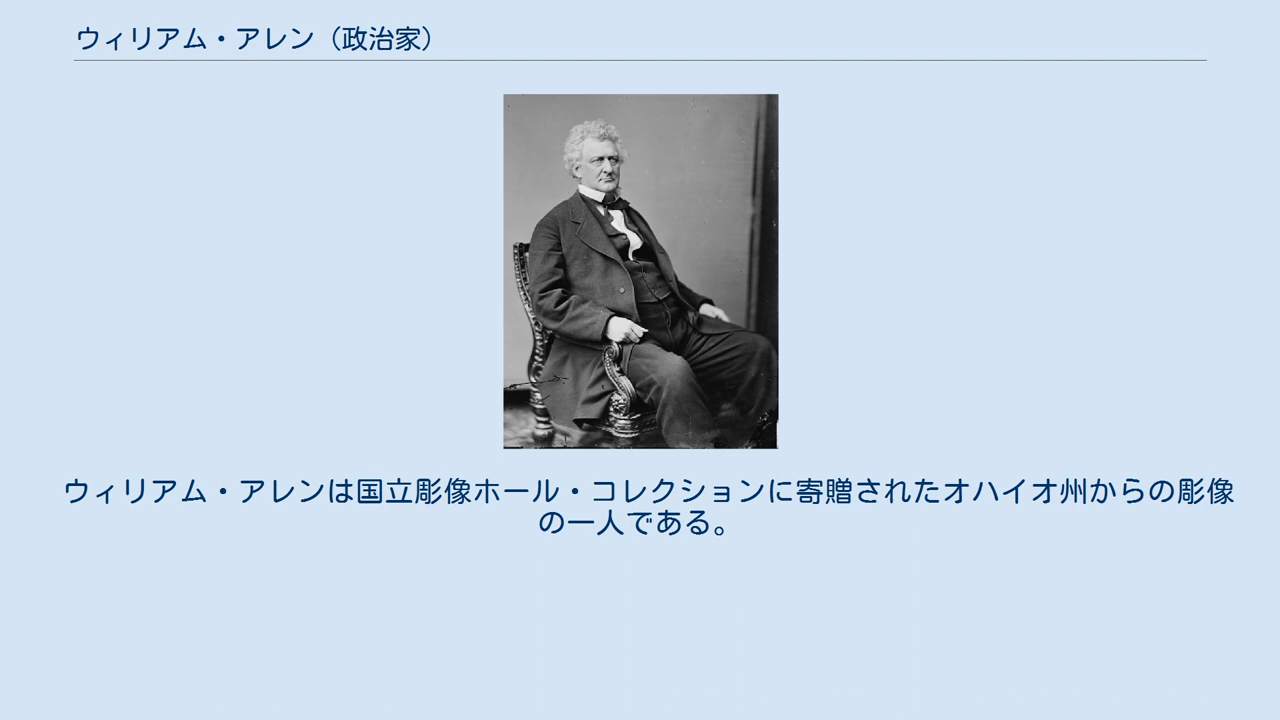 ウィリアム・アレン（政治家）
ウィリアム・アレンは国立彫像ホール・コレクションに寄贈されたオハイオ州からの彫像
の一人である。